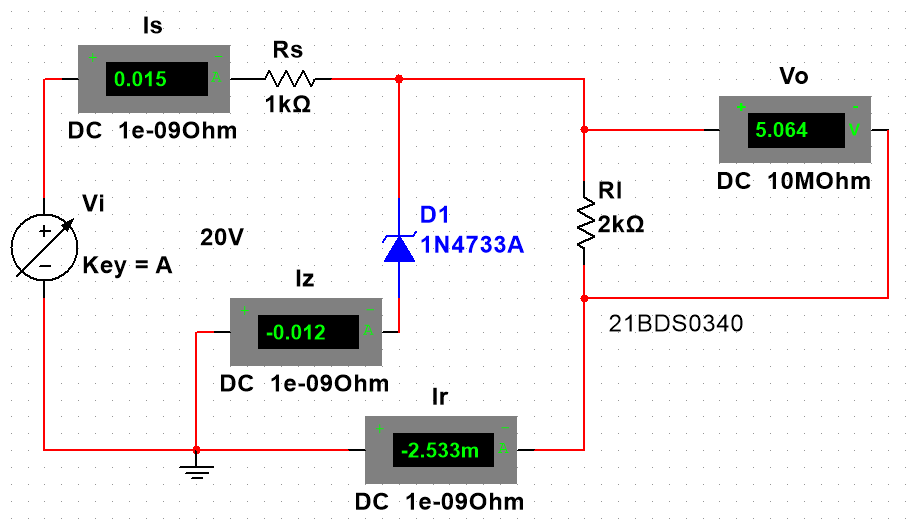 Is
+ -
0.015 A
DC 1e-09Ohm
Rs
1kΩ
Vo
+ -
5.064 V
DC 10MOhm
Vi
+
-
Key = A
20V
D1
1N4733A
Rl
2kΩ
Iz
+ -
-0.012 A
DC 1e-09Ohm
21BDS0340
Ir
+ -
-2.533m A
DC 1e-09Ohm